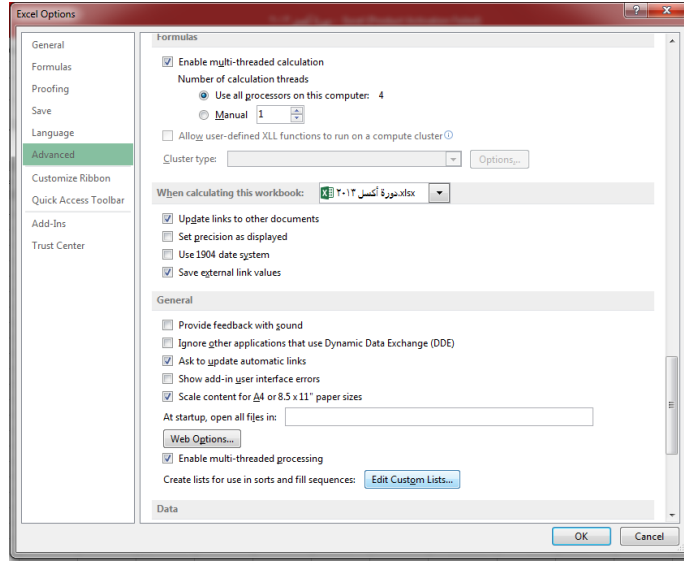 Excel Options
General
Formulas
Proofing
Save
Language
Advanced
Customize Ribbon
Quick Access Toolbar
Add-Ins
Trust Center
Formulas
Enable multi-threaded calculation
Number of calculation threads
Use all processors on this computer: 4
Manual 1
Allow user-defined XLL functions to run on a compute cluster
Cluster type: Options...
When calculating this workbook: دورة أكسل ٢٠١٣.xlsx
Update links to other documents
Set precision as displayed
Use 1904 date system
Save external link values
General
Provide feedback with sound
Ignore other applications that use Dynamic Data Exchange (DDE)
Ask to update automatic links
Show add-in user interface errors
Scale content for A4 or 8.5 x 11" paper sizes
At startup, open all files in:
Web Options...
Enable multi-threaded processing
Create lists for use in sorts and fill sequences: Edit Custom Lists...
Data
OK Cancel